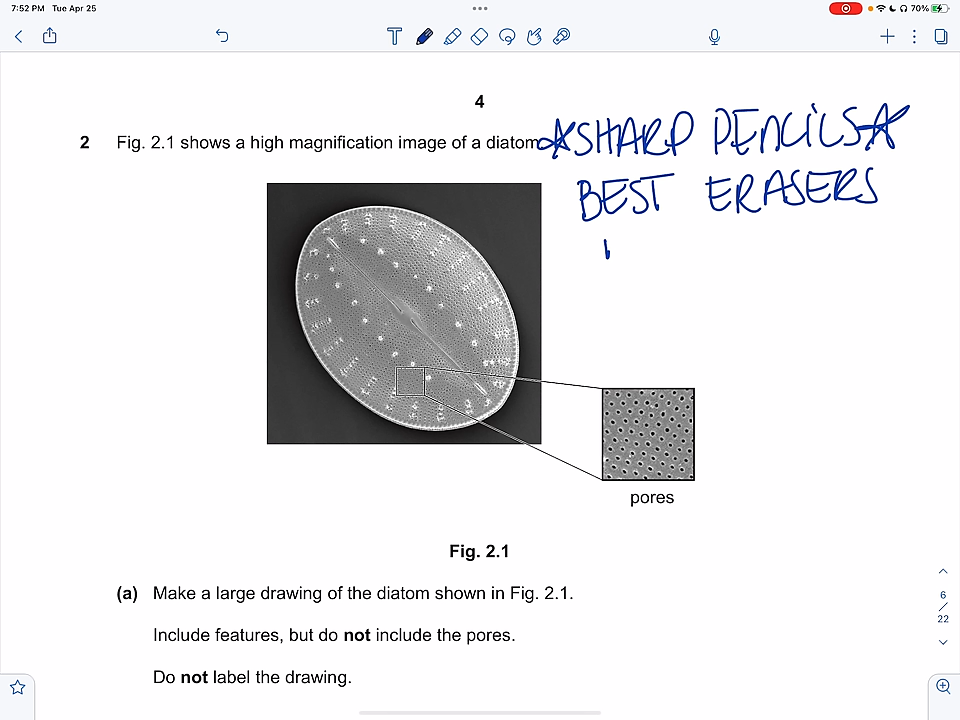 7:52 PM Tue Apr 25
70%
4
2 Fig. 2.1 shows a high magnification image of a diatom
SHARP PENCILS
BEST ERASERS
pores
Fig. 2.1
(a) Make a large drawing of the diatom shown in Fig. 2.1.
Include features, but do not include the pores.
Do not label the drawing.
6
/
22